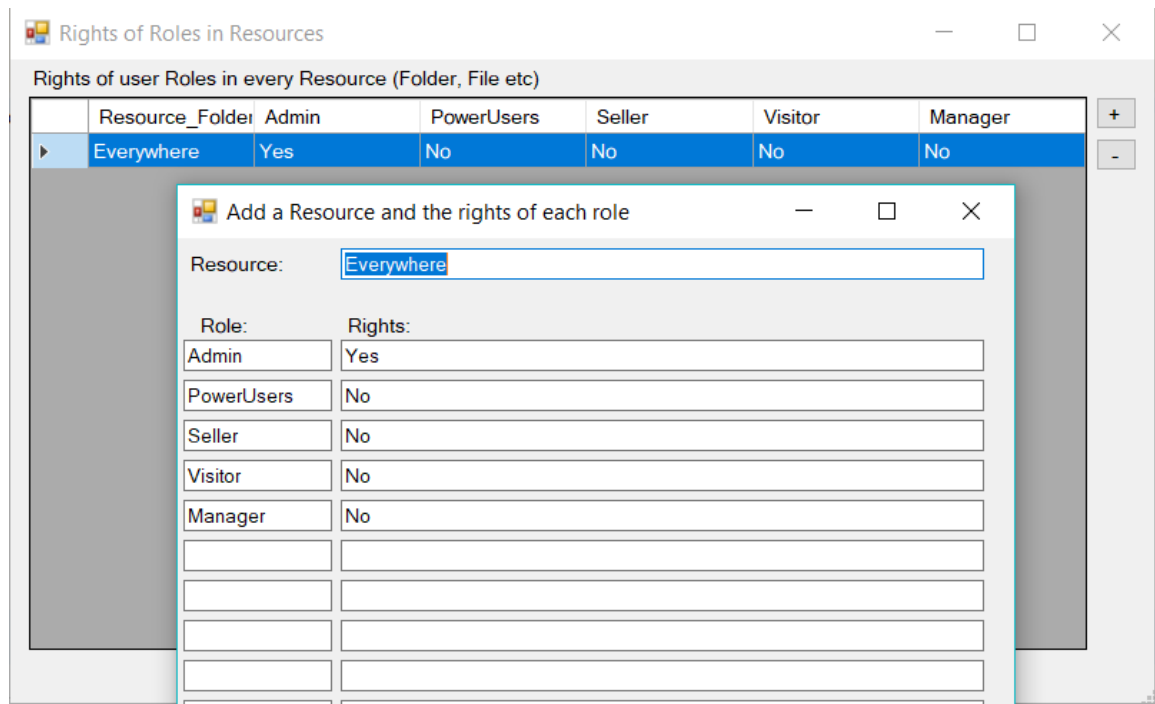 Rights of Roles in Resources
Rights of user Roles in every Resource (Folder, File etc)
Resource_Folder Admin PowerUsers Seller Visitor Manager +
Everywhere Yes No No No No -
Add a Resource and the rights of each role
Resource: Everywhere
Role: Rights:
Admin Yes
PowerUsers No
Seller No
Visitor No
Manager No